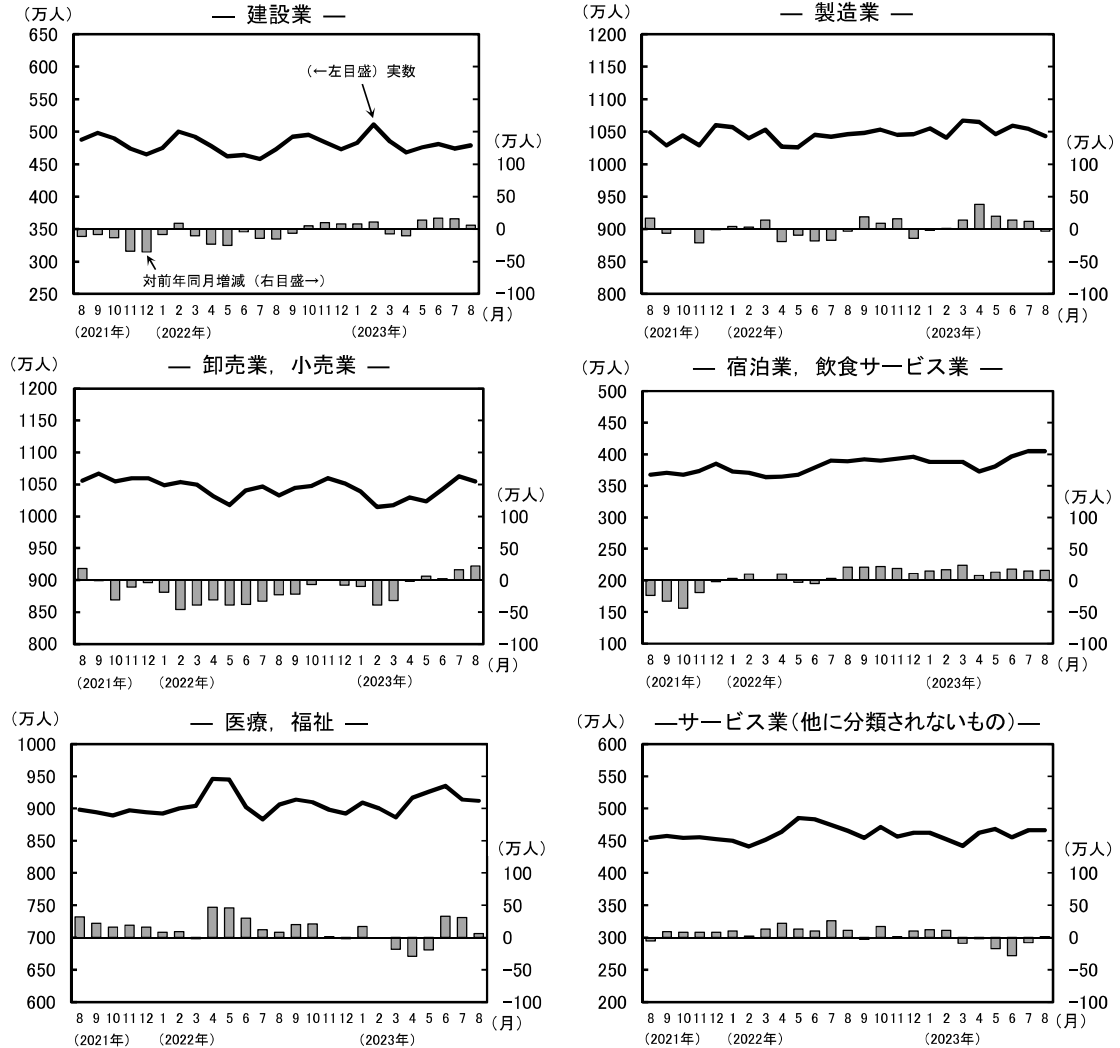 (万人)
― 建設業 ―
650
600
550
500
450
400
350
300
250
(←左目盛) 実数
対前年同月増減 (右目盛→)
(万人)
100
50
0
-50
-100
8 9 10 11 12 1 2 3 4 5 6 7 8 9 10 11 12 1 2 3 4 5 6 7 8 (月)
(2021年) (2022年) (2023年)
(万人)
― 製造業 ―
1200
1150
1100
1050
1000
950
900
850
800
(万人)
100
50
0
-50
-100
8 9 10 11 12 1 2 3 4 5 6 7 8 9 10 11 12 1 2 3 4 5 6 7 8 (月)
(2021年) (2022年) (2023年)
(万人)
― 卸売業, 小売業 ―
1200
1150
1100
1050
1000
950
900
850
800
(万人)
100
50
0
-50
-100
8 9 10 11 12 1 2 3 4 5 6 7 8 9 10 11 12 1 2 3 4 5 6 7 8 (月)
(2021年) (2022年) (2023年)
(万人)
― 宿泊業, 飲食サービス業 ―
500
450
400
350
300
250
200
150
100
(万人)
100
50
0
-50
-100
8 9 10 11 12 1 2 3 4 5 6 7 8 9 10 11 12 1 2 3 4 5 6 7 8 (月)
(2021年) (2022年) (2023年)
(万人)
― 医療, 福祉 ―
1000
950
900
850
800
750
700
650
600
(万人)
100
50
0
-50
-100
8 9 10 11 12 1 2 3 4 5 6 7 8 9 10 11 12 1 2 3 4 5 6 7 8 (月)
(2021年) (2022年) (2023年)
(万人)
―サービス業(他に分類されないもの)―
600
550
500
450
400
350
300
250
200
(万人)
100
50
0
-50
-100
8 9 10 11 12 1 2 3 4 5 6 7 8 9 10 11 12 1 2 3 4 5 6 7 8 (月)
(2021年) (2022年) (2023年)